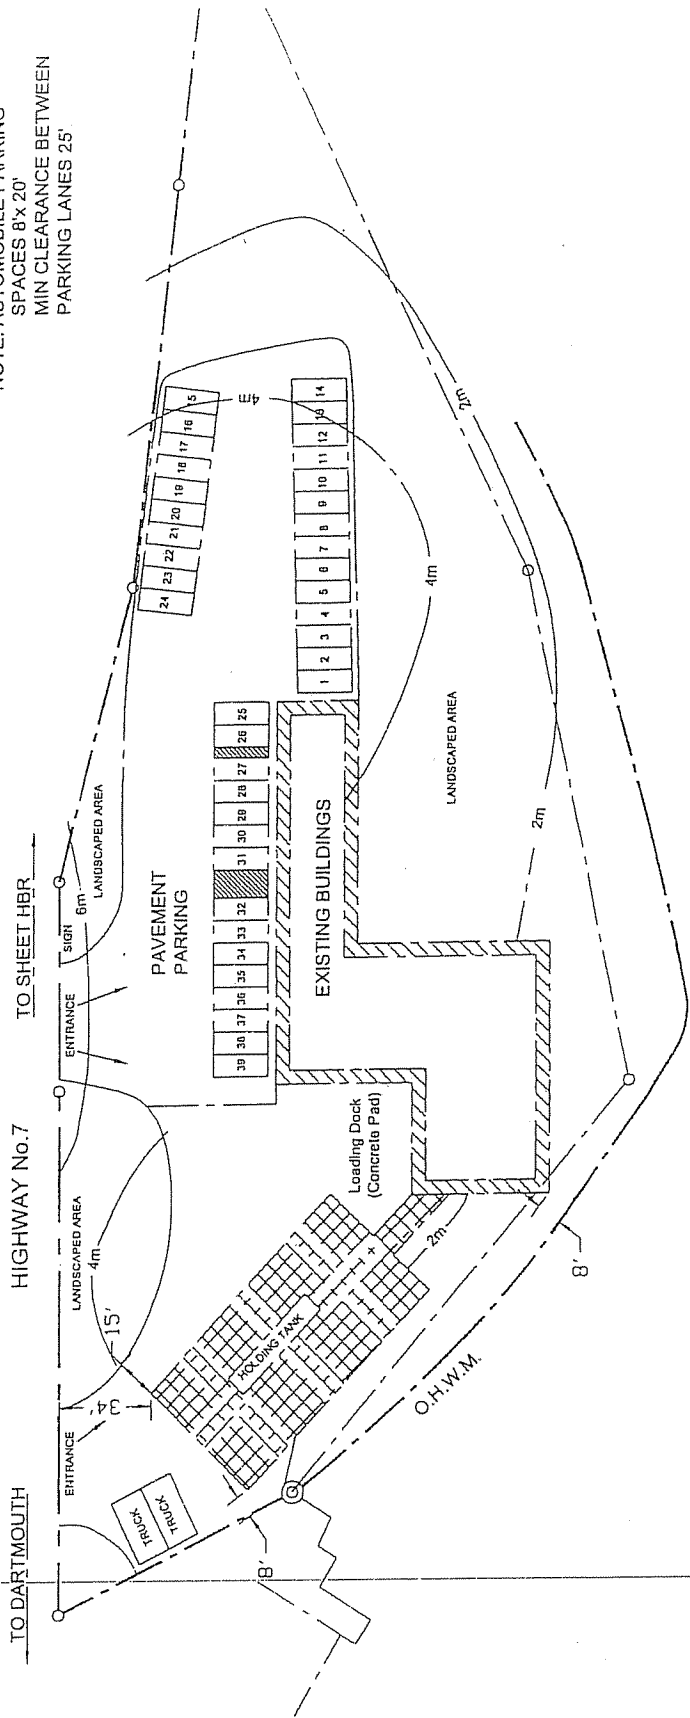 NOTE: AUTOMOBILE PARKING
SPACES 8'x 20'
MIN CLEARANCE BETWEEN
PARKING LANES 25'
TO DARTMOUTH
HIGHWAY No.7
TO SHEET HBR
ENTRANCE
LANDSCAPED AREA
ENTRANCE
SIGN
LANDSCAPED AREA
6m
34'
15'
4m
TRUCK
TRUCK
PAVEMENT
PARKING
24 23 22 21 20 19 18 17 16 15
4m
39 38 37 36 35 34 33 32 31 30 29 28 27 26 25
1 2 3 4 5 6 7 8 9 10 11 12 13 14
HOLDING TANK
Loading Dock
(Concrete Pad)
EXISTING BUILDINGS
4m
2m
LANDSCAPED AREA
2m
2m
8'
8'
O.H.W.M.